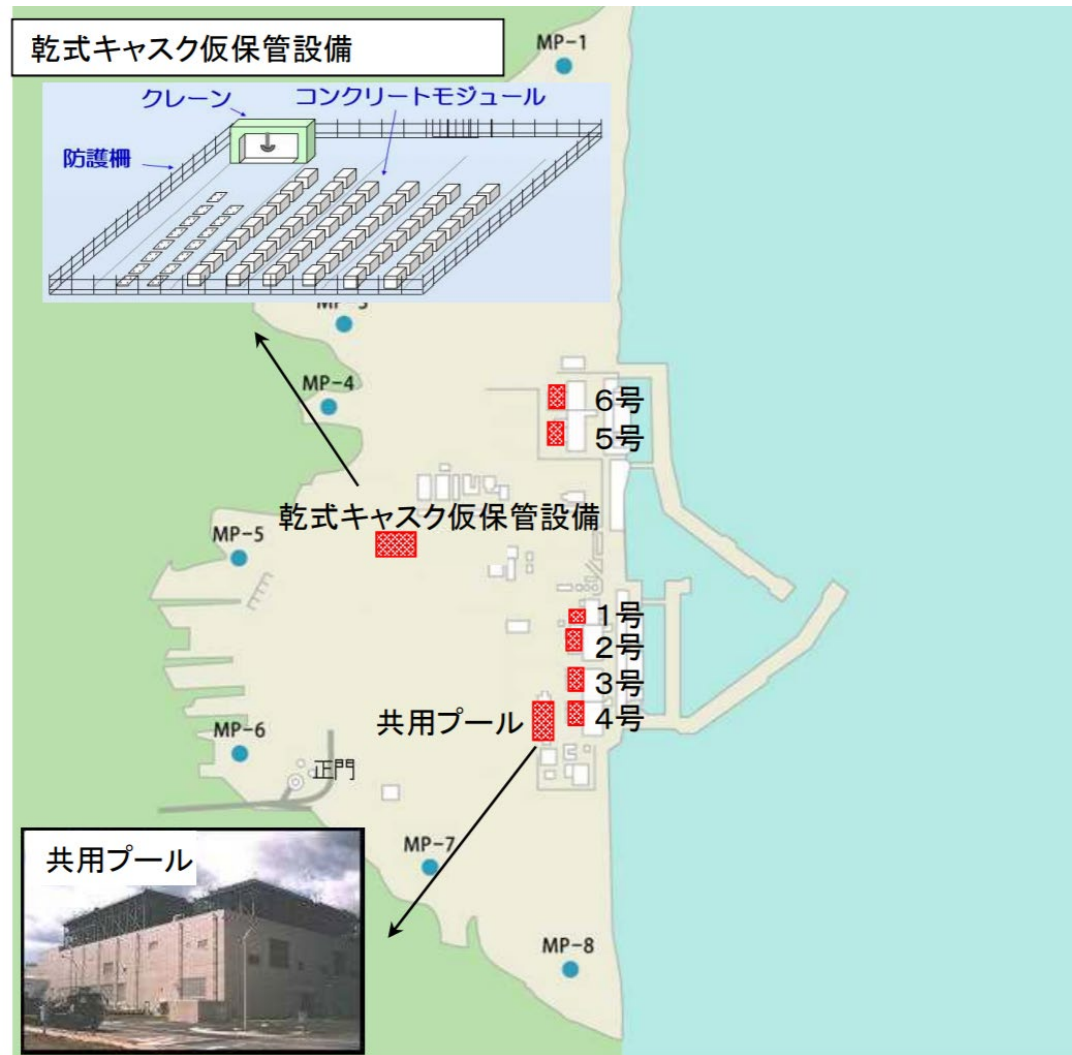 乾式キャスク仮保管設備
MP-1
クレーン
コンクリートモジュール
防護柵
MP-3
MP-4
6号
5号
乾式キャスク仮保管設備
MP-5
1号
2号
3号
4号
共用プール
MP-6
正門
MP-7
共用プール
MP-8